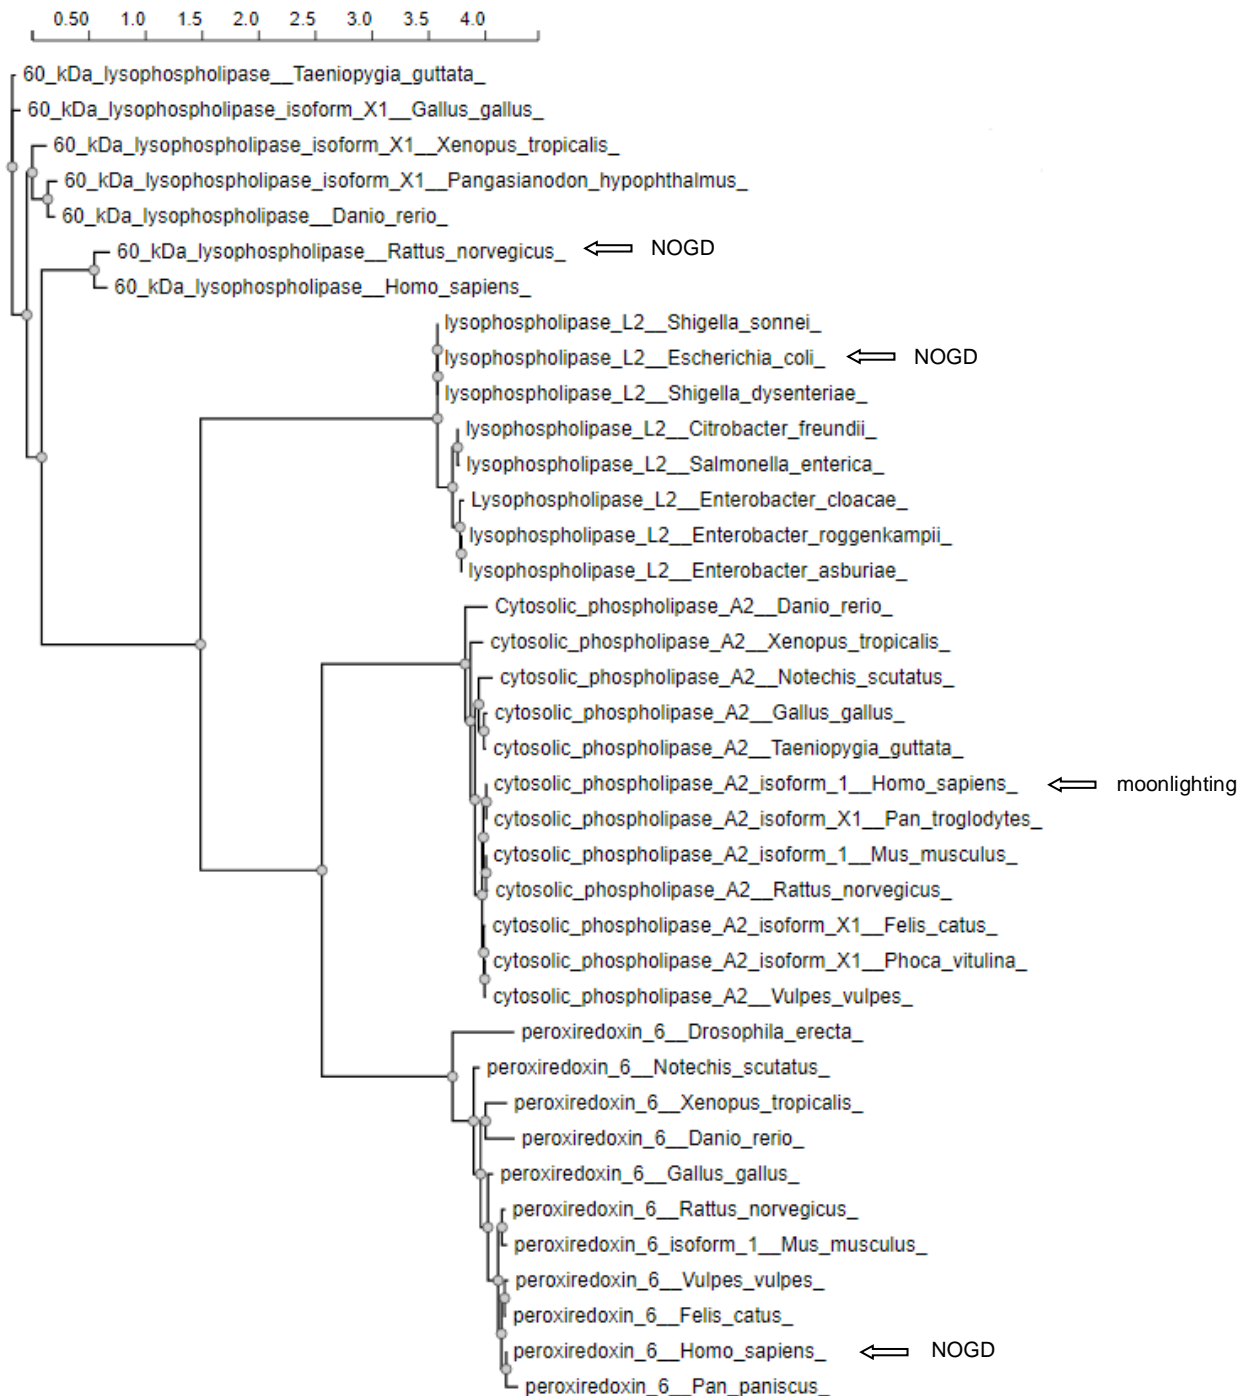 0.50 1.0 1.5 2.0 2.5 3.0 3.5 4.0
60_kDa_lysophospholipase__Taeniopygia_guttata_
60_kDa_lysophospholipase_isoform_X1__Gallus_gallus_
60_kDa_lysophospholipase_isoform_X1__Xenopus_tropicalis_
60_kDa_lysophospholipase_isoform_X1__Pangasianodon_hypophthalmus_
60_kDa_lysophospholipase__Danio_rerio_
60_kDa_lysophospholipase__Rattus_norvegicus_ NOGD
60_kDa_lysophospholipase__Homo_sapiens_
lysophospholipase_L2__Shigella_sonnei_
lysophospholipase_L2__Escherichia_coli_ NOGD
lysophospholipase_L2__Shigella_dysenteriae_
lysophospholipase_L2__Citrobacter_freundii_
lysophospholipase_L2__Salmonella_enterica_
Lysophospholipase_L2__Enterobacter_cloacae_
lysophospholipase_L2__Enterobacter_roggenkampii_
lysophospholipase_L2__Enterobacter_asburiae_
Cytosolic_phospholipase_A2__Danio_rerio_
cytosolic_phospholipase_A2__Xenopus_tropicalis_
cytosolic_phospholipase_A2__Notechis_scutatus_
cytosolic_phospholipase_A2__Gallus_gallus_
cytosolic_phospholipase_A2__Taeniopygia_guttata_
cytosolic_phospholipase_A2_isoform_1__Homo_sapiens_ moonlighting
cytosolic_phospholipase_A2_isoform_X1__Pan_troglodytes_
cytosolic_phospholipase_A2_isoform_1__Mus_musculus_
cytosolic_phospholipase_A2__Rattus_norvegicus_
cytosolic_phospholipase_A2_isoform_X1__Felis_catus_
cytosolic_phospholipase_A2_isoform_X1__Phoca_vitulina_
cytosolic_phospholipase_A2__Vulpes_vulpes_
peroxiredoxin_6__Drosophila_erecta_
peroxiredoxin_6__Notechis_scutatus_
peroxiredoxin_6__Xenopus_tropicalis_
peroxiredoxin_6__Danio_rerio_
peroxiredoxin_6__Gallus_gallus_
peroxiredoxin_6__Rattus_norvegicus_
peroxiredoxin_6_isoform_1__Mus_musculus_
peroxiredoxin_6__Vulpes_vulpes_
peroxiredoxin_6__Felis_catus_
peroxiredoxin_6__Homo_sapiens_ NOGD
peroxiredoxin_6__Pan_paniscus_